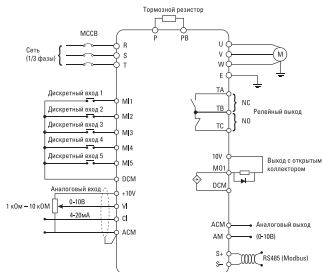 Тормозной резистор
P PB
MCCB
Сеть
(1/3 фазы)
R
S
T
U
V
W
E
M
TA
TB
TC
NC
NO
Релейный выход
Дискретный вход 1
MI1
Дискретный вход 2
MI2
Дискретный вход 3
MI3
Дискретный вход 4
MI4
Дискретный вход 5
MI5
DCM
10V
MO1
DCM
Выход с открытым
коллектором
Аналоговый вход
+10V
1 кОм – 10 кОМ
0-10В
VI
4-20мА
CI
ACM
ACM
Аналоговый выход
AM
(0-10В)
S+
S–
RS485 (Modbus)